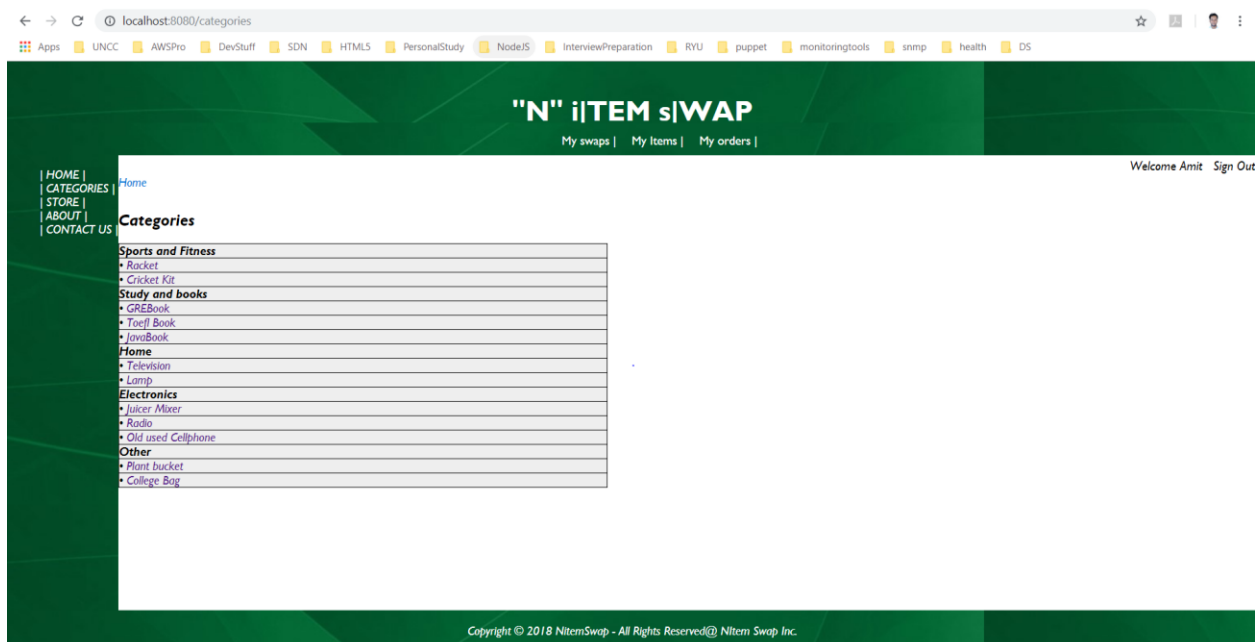 localhost:8080/categories
Apps UNCC AWSPro DevStuff SDN HTML5 PersonalStudy NodeJS InterviewPreparation RYU puppet monitoringtools snmp health DS
"N" i|TEM s|WAP
My swaps | My Items | My orders |
Welcome Amit Sign Out
| HOME |
| CATEGORIES |
| STORE |
| ABOUT |
| CONTACT US |
Home
Categories
Sports and Fitness
• Racket
• Cricket Kit
Study and books
• GREBook
• Toefl Book
• JavaBook
Home
• Television
• Lamp
Electronics
• Juicer Mixer
• Radio
• Old used Cellphone
Other
• Plant bucket
• College Bag
Copyright © 2018 NitemSwap - All Rights Reserved@ NItem Swap Inc.